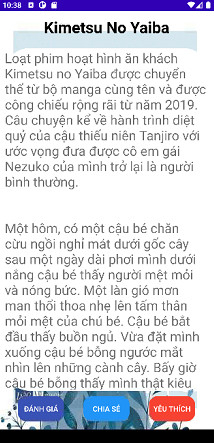 10:38
Kimetsu No Yaiba
Loạt phim hoạt hình ăn khách
Kimetsu no Yaiba được chuyển
thể từ bộ manga cùng tên và được
công chiếu rộng rãi từ năm 2019.
Câu chuyện kể về hành trình diệt
quỷ của cậu thiếu niên Tanjiro với
ước vọng đưa được cô em gái
Nezuko của mình trở lại là người
bình thường.
Một hôm, có một cậu bé chăn
cừu ngồi nghỉ mát dưới gốc cây
sau một ngày dài phơi mình dưới
nắng cậu bé thấy người mệt mỏi
và nóng bức. Một làn gió mơn
man thổi thoa nhẹ lên tấm thân
mỏi mệt của chú bé. Cậu bé bắt
đầu thấy buồn ngủ. Vừa đặt mình
xuống cậu bé bỗng ngước mắt
nhìn lên những cành cây. Bấy giờ
cậu bé bỗng thấy mình thật kiêu
ĐÁNH GIÁ
CHIA SẺ
YÊU THÍCH